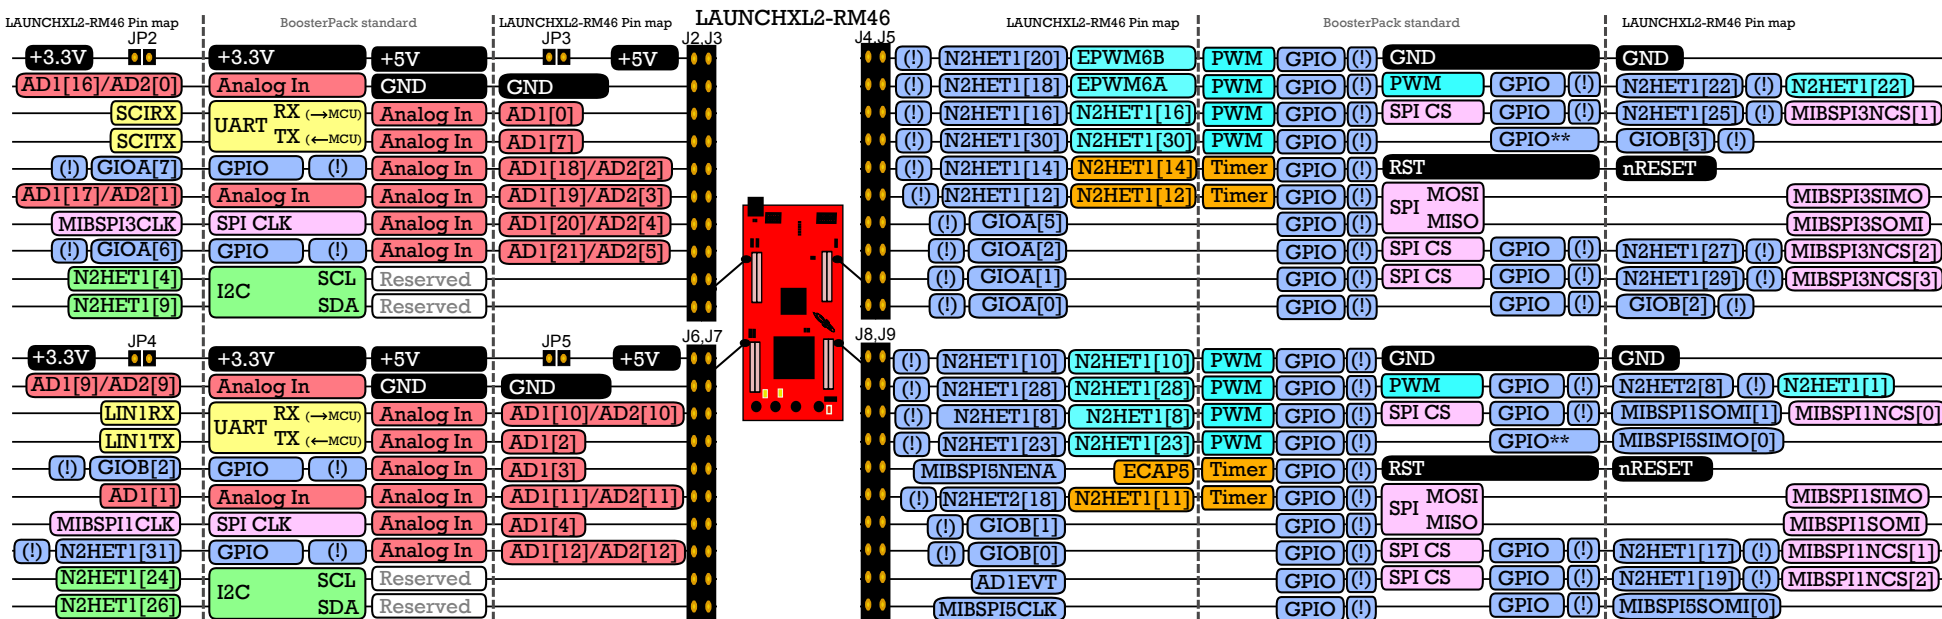 LAUNCHXL2-RM46 Pin map BoosterPack standard LAUNCHXL2-RM46 Pin map LAUNCHXL2-RM46 LAUNCHXL2-RM46 Pin map BoosterPack standard LAUNCHXL2-RM46 Pin map
JP2 JP3 J2,J3 J4,J5
+3.3V +3.3V +5V +5V (!) N2HET1[20] EPWM6B PWM GPIO (!) GND GND
AD1[16]/AD2[0] Analog In GND GND (!) N2HET1[18] EPWM6A PWM GPIO (!) PWM GPIO (!) N2HET1[22] (!) N2HET1[22]
SCIRX UART RX (→MCU) Analog In AD1[0] (!) N2HET1[16] N2HET1[16] PWM GPIO (!) SPI CS GPIO (!) N2HET1[25] (!) MIBSPI3NCS[1]
SCITX TX (←MCU) Analog In AD1[7] (!) N2HET1[30] N2HET1[30] PWM GPIO (!) GPIO** GIOB[3] (!)
(!) GIOA[7] GPIO (!) Analog In AD1[18]/AD2[2] (!) N2HET1[14] N2HET1[14] Timer GPIO (!) RST nRESET
AD1[17]/AD2[1] Analog In Analog In AD1[19]/AD2[3] (!) N2HET1[12] N2HET1[12] Timer GPIO (!) SPI MOSI MIBSPI3SIMO
MIBSPI3CLK SPI CLK Analog In AD1[20]/AD2[4] (!) GIOA[5] GPIO (!) MISO MIBSPI3SOMI
(!) GIOA[6] GPIO (!) Analog In AD1[21]/AD2[5] (!) GIOA[2] GPIO (!) SPI CS GPIO (!) N2HET1[27] (!) MIBSPI3NCS[2]
N2HET1[4] I2C SCL Reserved (!) GIOA[1] GPIO (!) SPI CS GPIO (!) N2HET1[29] (!) MIBSPI3NCS[3]
N2HET1[9] SDA Reserved (!) GIOA[0] GPIO (!) GPIO (!) GIOB[2] (!)
JP4 JP5 J6,J7 J8,J9
+3.3V +3.3V +5V +5V (!) N2HET1[10] N2HET1[10] PWM GPIO (!) GND GND
AD1[9]/AD2[9] Analog In GND GND (!) N2HET1[28] N2HET1[28] PWM GPIO (!) PWM GPIO (!) N2HET2[8] (!) N2HET1[1]
LIN1RX UART RX (→MCU) Analog In AD1[10]/AD2[10] (!) N2HET1[8] N2HET1[8] PWM GPIO (!) SPI CS GPIO (!) MIBSPI1SOMI[1] MIBSPI1NCS[0]
LIN1TX TX (←MCU) Analog In AD1[2] (!) N2HET1[23] N2HET1[23] PWM GPIO (!) GPIO** MIBSPI5SIMO[0]
(!) GIOB[2] GPIO (!) Analog In AD1[3] MIBSPI5NENA ECAP5 Timer GPIO (!) RST nRESET
AD1[1] Analog In Analog In AD1[11]/AD2[11] (!) N2HET2[18] N2HET1[11] Timer GPIO (!) SPI MOSI MIBSPI1SIMO
MIBSPI1CLK SPI CLK Analog In AD1[4] (!) GIOB[1] GPIO (!) MISO MIBSPI1SOMI
(!) N2HET1[31] GPIO (!) Analog In AD1[12]/AD2[12] (!) GIOB[0] GPIO (!) SPI CS GPIO (!) N2HET1[17] (!) MIBSPI1NCS[1]
N2HET1[24] I2C SCL Reserved AD1EVT GPIO (!) SPI CS GPIO (!) N2HET1[19] (!) MIBSPI1NCS[2]
N2HET1[26] SDA Reserved MIBSPI5CLK GPIO (!) GPIO (!) MIBSPI5SOMI[0]